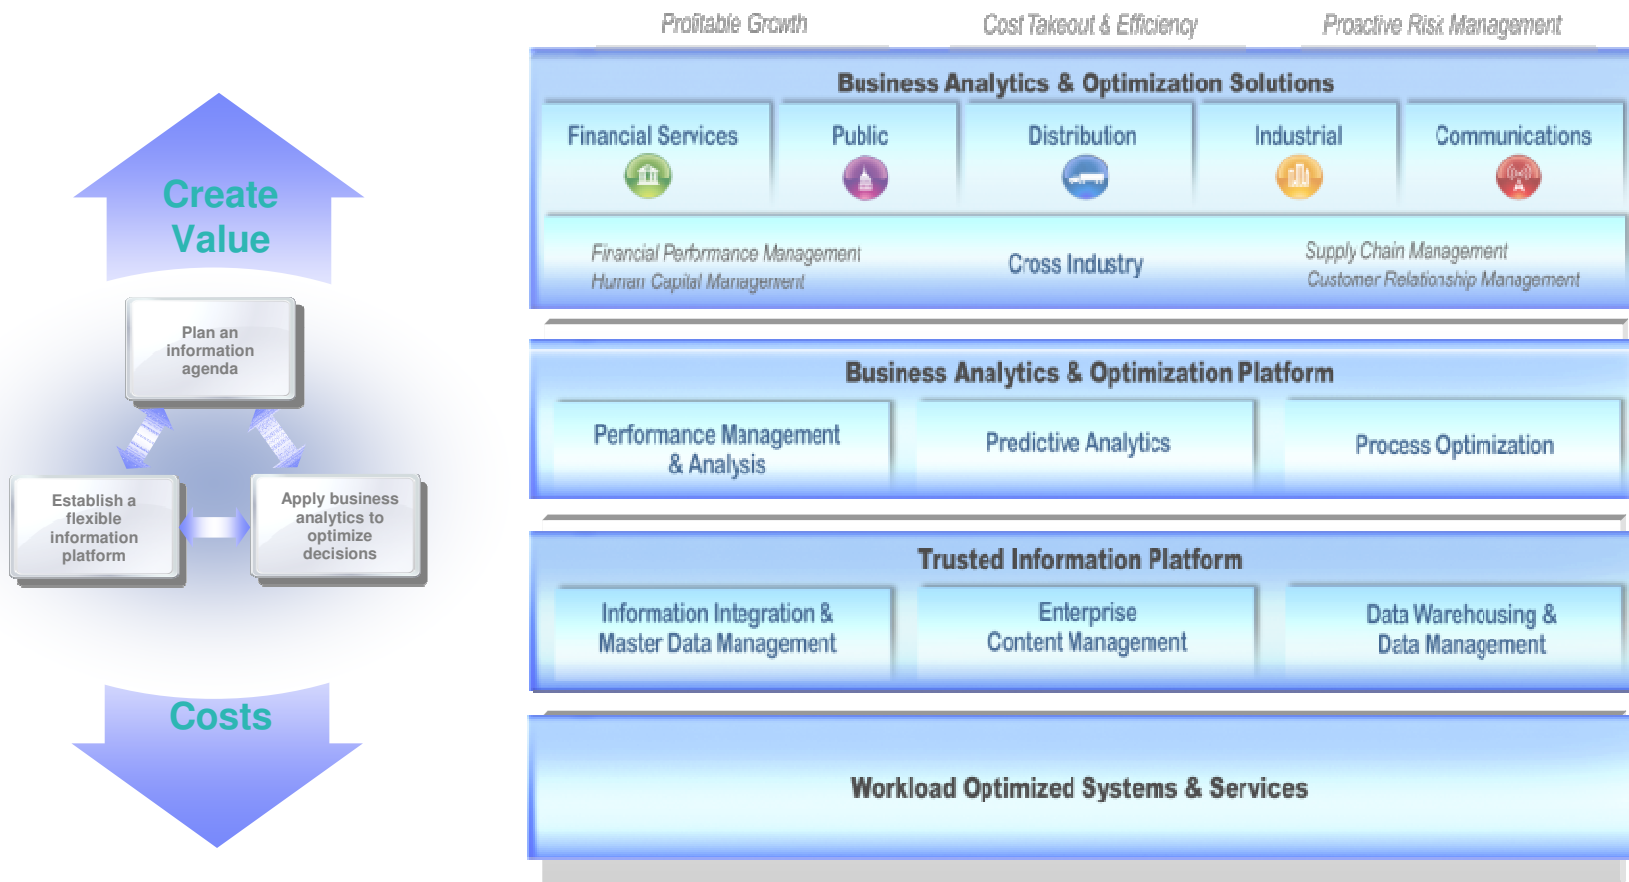 Profitable Growth
Cost Takeout & Efficiency
Proactive Risk Management
Create
Value
Plan an
information
agenda
Establish a
flexible
information
platform
Apply business
analytics to
optimize
decisions
Costs
Business Analytics & Optimization Solutions
Financial Services
Public
Distribution
Industrial
Communications
Financial Performance Management
Human Capital Management
Cross Industry
Supply Chain Management
Customer Relationship Management
Business Analytics & Optimization Platform
Performance Management
& Analysis
Predictive Analytics
Process Optimization
Trusted Information Platform
Information Integration &
Master Data Management
Enterprise
Content Management
Data Warehousing &
Data Management
Workload Optimized Systems & Services